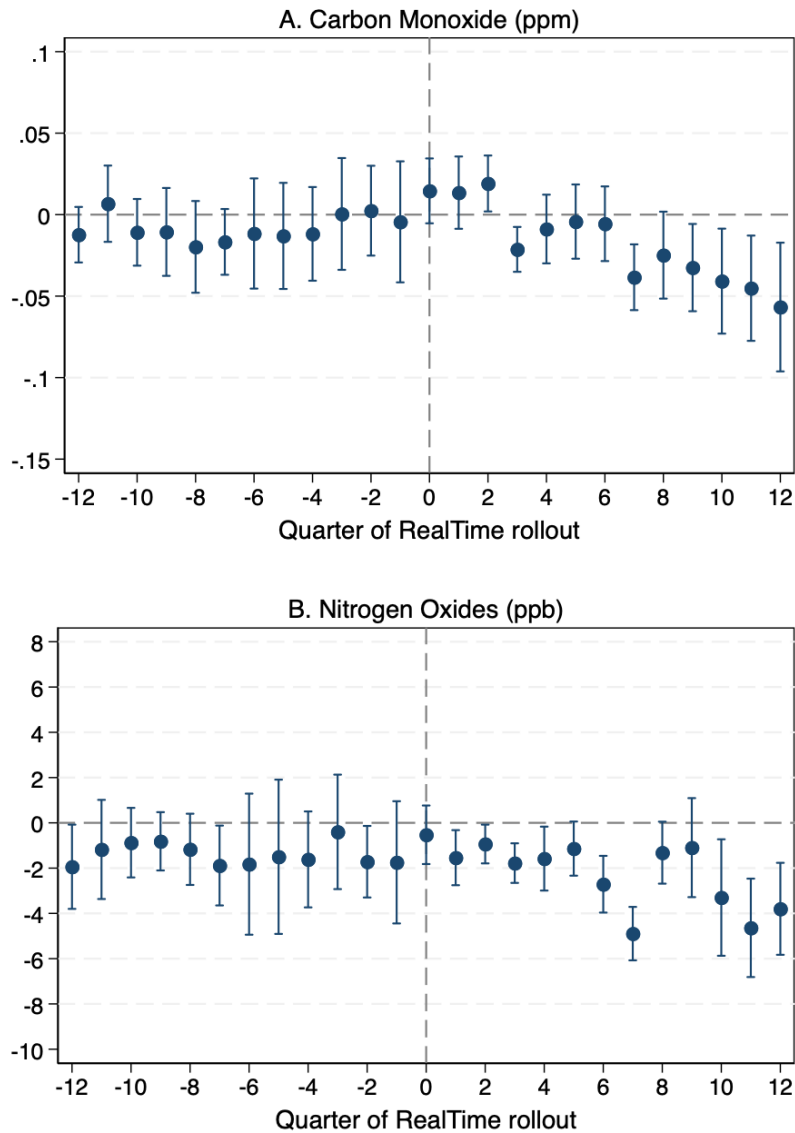 A. Carbon Monoxide (ppm)
.1
.05
0
-.05
-.1
-.15
-12 -10 -8 -6 -4 -2 0 2 4 6 8 10 12
Quarter of RealTime rollout
B. Nitrogen Oxides (ppb)
8
6
4
2
0
-2
-4
-6
-8
-10
-12 -10 -8 -6 -4 -2 0 2 4 6 8 10 12
Quarter of RealTime rollout